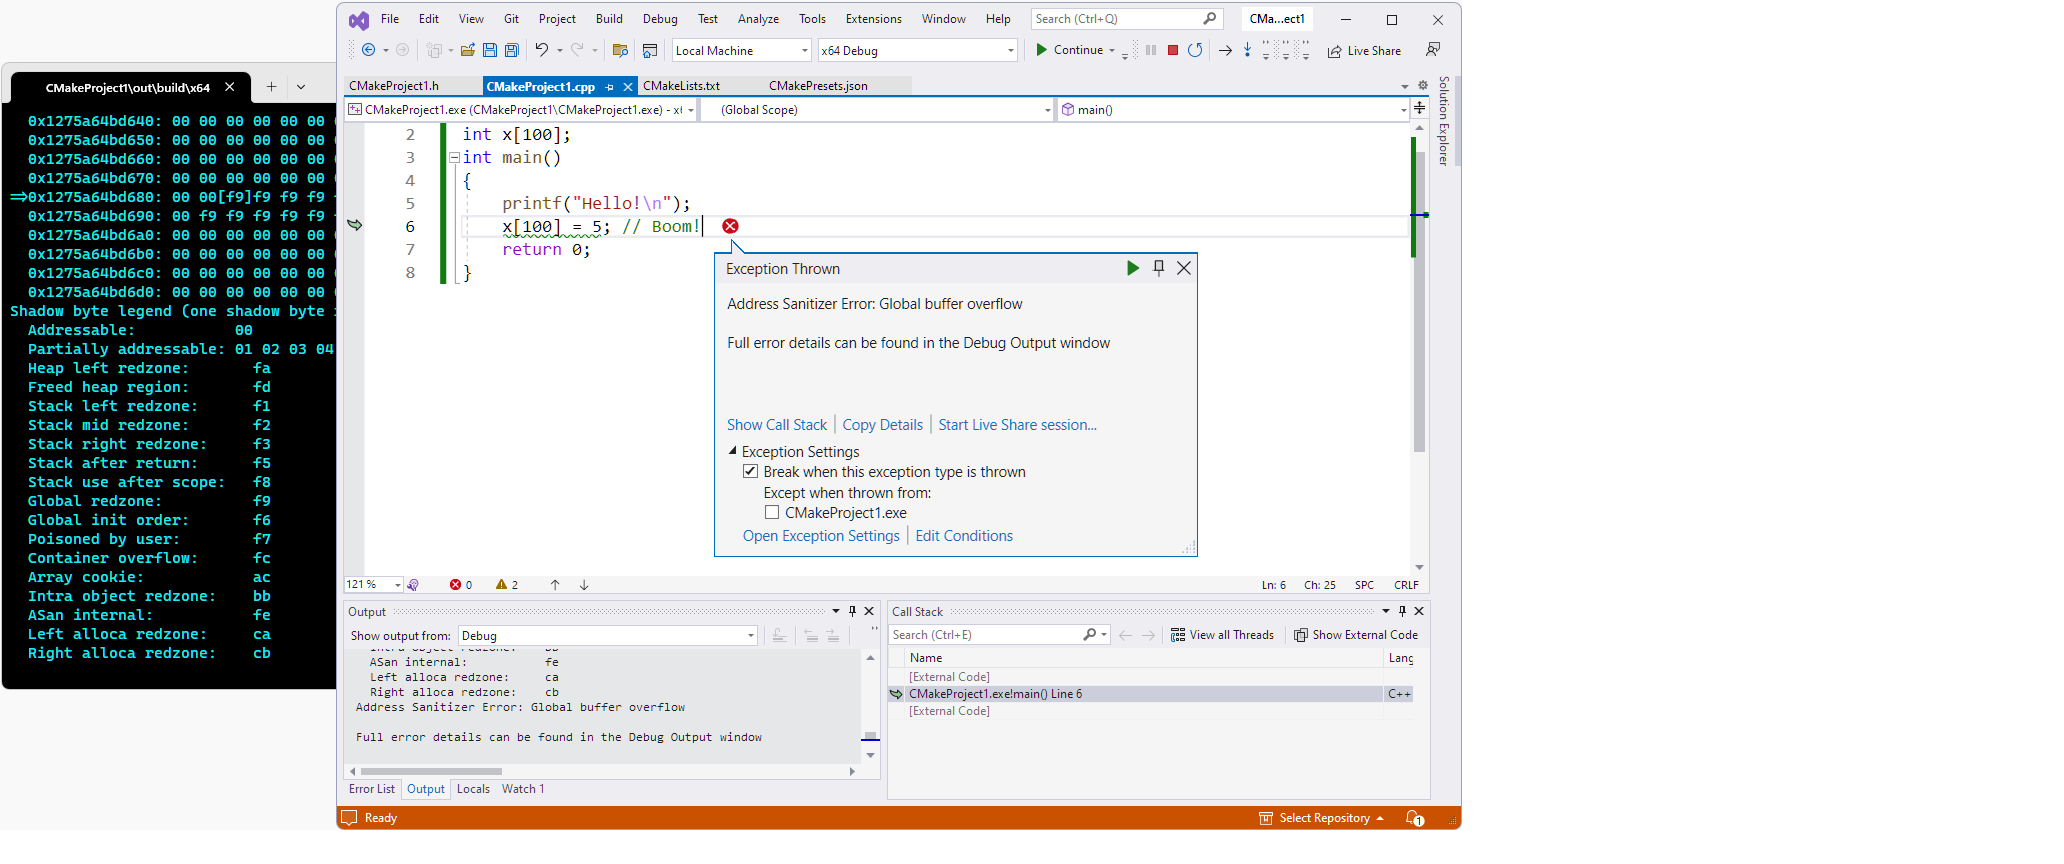 File Edit View Git Project Build Debug Test Analyze Tools Extensions Window Help Search (Ctrl+Q) CMa...ect1
Local Machine x64 Debug Continue Live Share
CMakeProject1.h CMakeProject1.cpp CMakeLists.txt CMakePresets.json
CMakeProject1.exe (CMakeProject1\CMakeProject1.exe) - x (Global Scope) main()
Solution Explorer
2 int x[100];
3 int main()
4 {
5 printf("Hello!\n");
6 x[100] = 5; // Boom!
7 return 0;
8 }
Exception Thrown
Address Sanitizer Error: Global buffer overflow
Full error details can be found in the Debug Output window
Show Call Stack | Copy Details | Start Live Share session...
Exception Settings
Break when this exception type is thrown
Except when thrown from:
CMakeProject1.exe
Open Exception Settings | Edit Conditions
121 % 0 2 Ln: 6 Ch: 25 SPC CRLF
CMakeProject1\out\build\x64
0x1275a64bd640: 00 00 00 00 00 00
0x1275a64bd650: 00 00 00 00 00 00
0x1275a64bd660: 00 00 00 00 00 00
0x1275a64bd670: 00 00 00 00 00 00
=>0x1275a64bd680: 00 00[f9]f9 f9 f9
0x1275a64bd690: 00 f9 f9 f9 f9 f9
0x1275a64bd6a0: 00 00 00 00 00 00
0x1275a64bd6b0: 00 00 00 00 00 00
0x1275a64bd6c0: 00 00 00 00 00 00
0x1275a64bd6d0: 00 00 00 00 00 00
Shadow byte legend (one shadow byte
Addressable: 00
Partially addressable: 01 02 03 04
Heap left redzone: fa
Freed heap region: fd
Stack left redzone: f1
Stack mid redzone: f2
Stack right redzone: f3
Stack after return: f5
Stack use after scope: f8
Global redzone: f9
Global init order: f6
Poisoned by user: f7
Container overflow: fc
Array cookie: ac
Intra object redzone: bb
ASan internal: fe
Left alloca redzone: ca
Right alloca redzone: cb
Output
Show output from: Debug
Intra object redzone: bb
ASan internal: fe
Left alloca redzone: ca
Right alloca redzone: cb
Address Sanitizer Error: Global buffer overflow
Full error details can be found in the Debug Output window
Error List Output Locals Watch 1
Call Stack
Search (Ctrl+E) View all Threads Show External Code
Name Lang
[External Code]
CMakeProject1.exe!main() Line 6 C++
[External Code]
Ready Select Repository 1